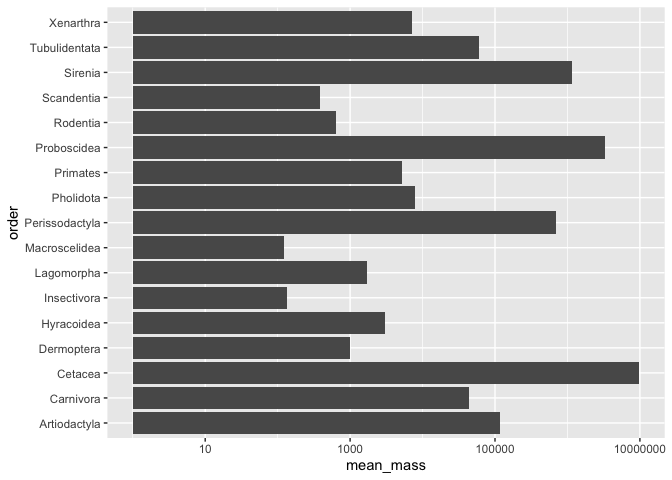 Xenarthra
Tubulidentata
Sirenia
Scandentia
Rodentia
Proboscidea
Primates
Pholidota
Perissodactyla
Macroscelidea
Lagomorpha
Insectivora
Hyracoidea
Dermoptera
Cetacea
Carnivora
Artiodactyla
order
10 1000 100000 10000000
mean_mass